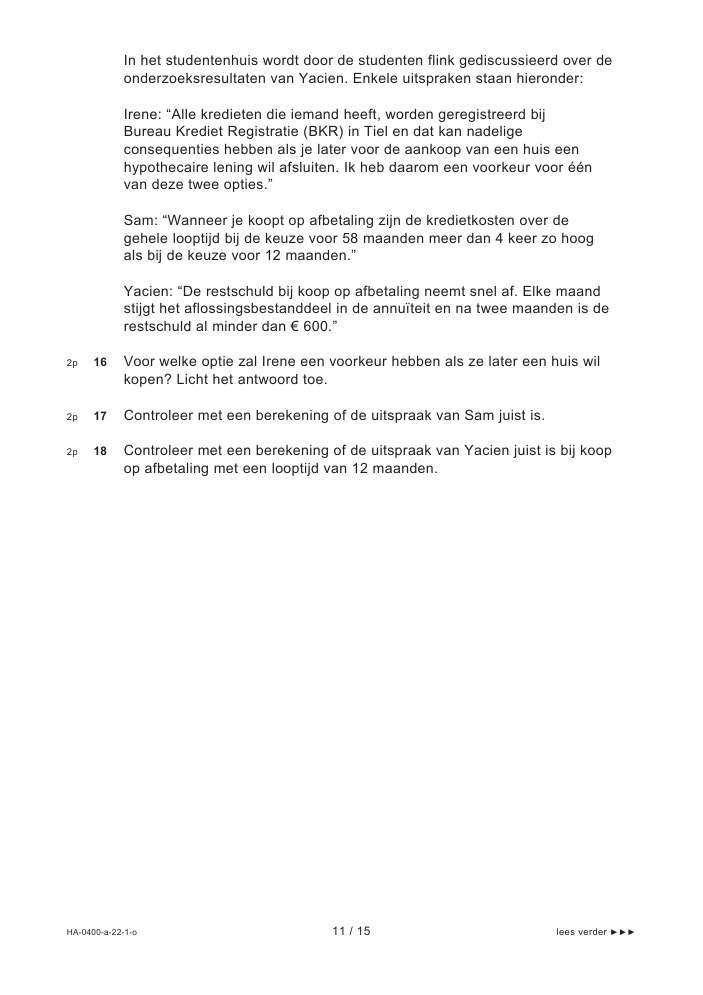 In het studentenhuis wordt door de studenten flink gediscussieerd over de
onderzoeksresultaten van Yacien. Enkele uitspraken staan hieronder:
Irene: “Alle kredieten die iemand heeft, worden geregistreerd bij
Bureau Krediet Registratie (BKR) in Tiel en dat kan nadelige
consequenties hebben als je later voor de aankoop van een huis een
hypothecaire lening wil afsluiten. Ik heb daarom een voorkeur voor één
van deze twee opties.”
Sam: “Wanneer je koopt op afbetaling zijn de kredietkosten over de
gehele looptijd bij de keuze voor 58 maanden meer dan 4 keer zo hoog
als bij de keuze voor 12 maanden.”
Yacien: “De restschuld bij koop op afbetaling neemt snel af. Elke maand
stijgt het aflossingsbestanddeel in de annuïteit en na twee maanden is de
restschuld al minder dan € 600.”
2p 16 Voor welke optie zal Irene een voorkeur hebben als ze later een huis wil
kopen? Licht het antwoord toe.
2p 17 Controleer met een berekening of de uitspraak van Sam juist is.
2p 18 Controleer met een berekening of de uitspraak van Yacien juist is bij koop
op afbetaling met een looptijd van 12 maanden.
HA-0400-a-22-1-o 11 / 15 lees verder ►►►